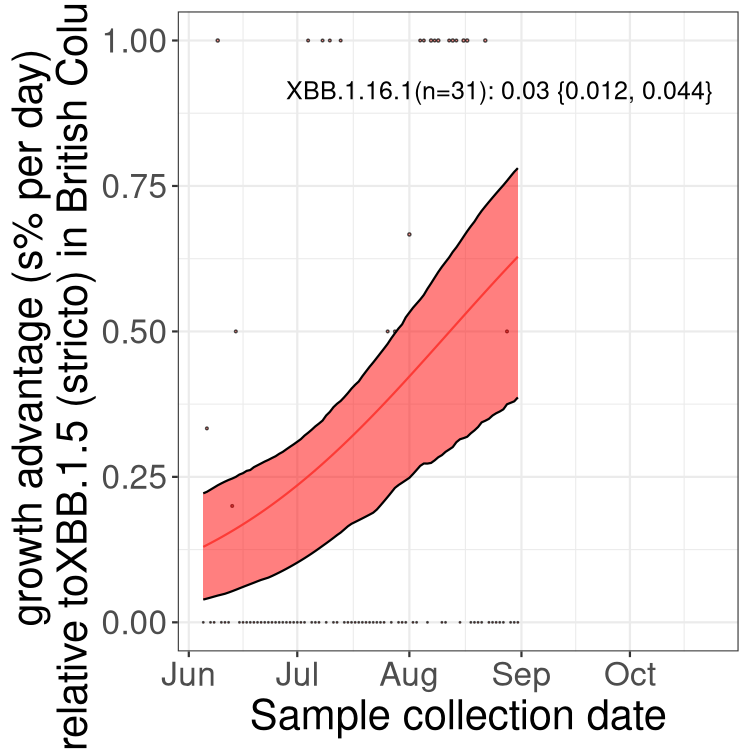 growth advantage (s% per day)
relative toXBB.1.5 (stricto) in British Colu
1.00
0.75
0.50
0.25
0.00
XBB.1.16.1(n=31): 0.03 {0.012, 0.044}
Jun Jul Aug Sep Oct
Sample collection date